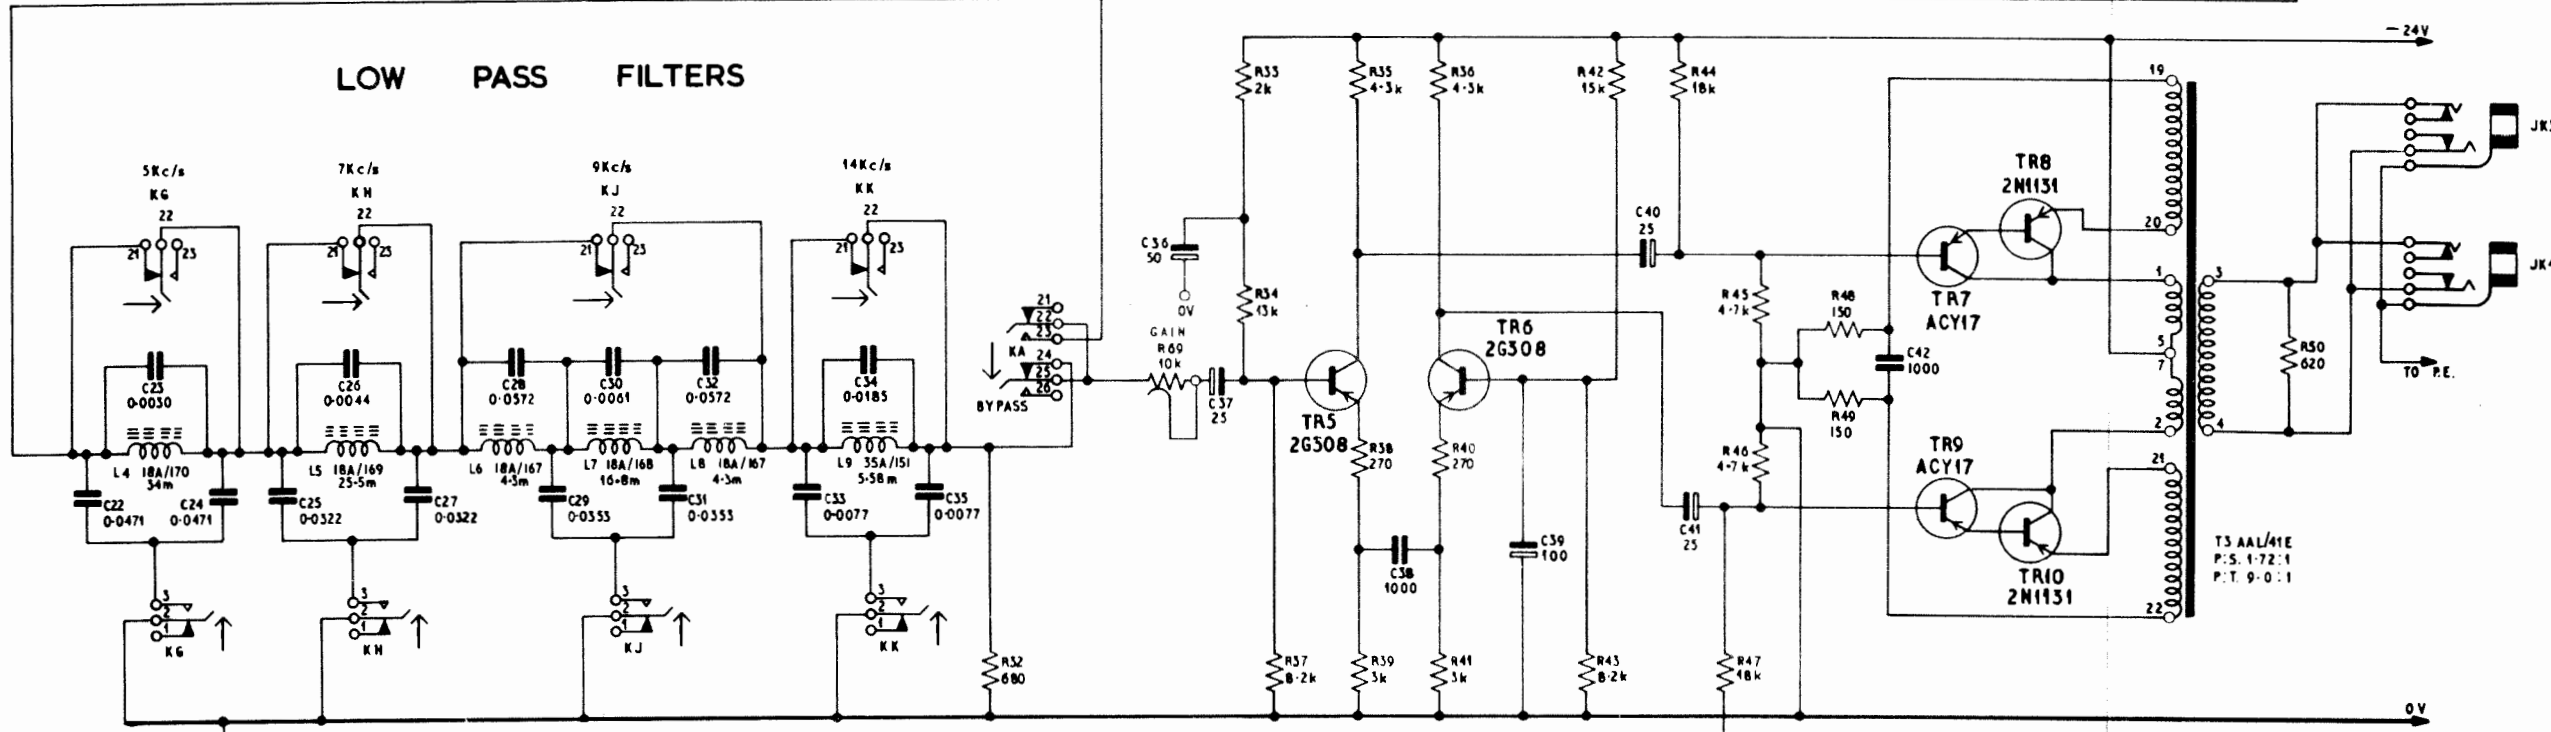 LOW PASS FILTERS
5Kc/s
KG
22
21
23
C23
0·0030
L4 18A/170
34m
C22
0·0471
C24
0·0471
3
2
1
KG
7Kc/s
KH
22
21
23
C26
0·0044
L5 18A/169
25·5m
C25
0·0322
C27
0·0322
3
2
1
KH
9Kc/s
KJ
22
21
23
C28
0·0572
C30
0·0061
C32
0·0572
L6 18A/167
4·3m
L7 18A/168
16·8m
L8 18A/167
4·3m
C29
0·0353
C31
0·0353
3
2
1
KJ
14Kc/s
KK
22
21
23
C34
0·0185
L9 35A/151
5·58m
C33
0·0077
C35
0·0077
3
2
1
KK
R32
680
21
22
23
KA
24
25
26
BYPASS
GAIN
R69
10k
C37
25
C36
50
0V
R33
2k
R34
13k
R37
8·2k
R35
4·3k
TR5
2G308
R38
270
R39
3k
C38
1000
R36
4·3k
TR6
2G308
R40
270
R41
3k
C39
100
R42
15k
R43
8·2k
R44
18k
C40
25
C41
25
R45
4·7k
R46
4·7k
R47
18k
R48
150
R49
150
C42
1000
TR8
2N1131
TR7
ACY17
TR9
ACY17
TR10
2N1131
19
20
1
5
7
2
21
22
3
4
T3 AAL/41E
P:S. 1·72:1
P:T. 9·0:1
R50
620
-24V
TO P.E.
0V